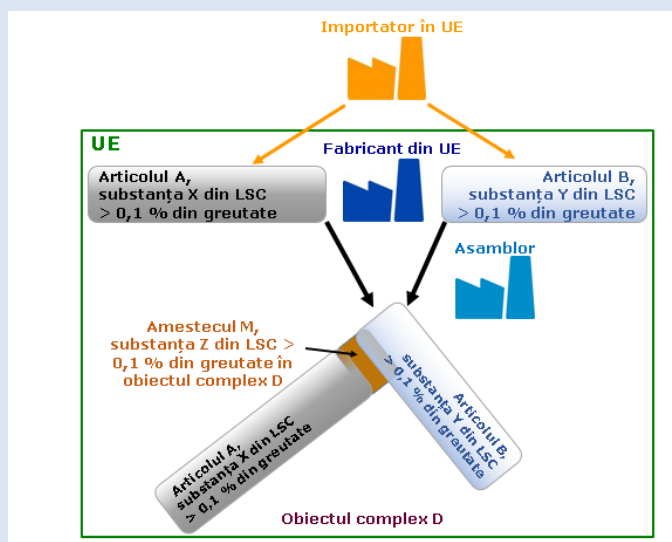 Importator în UE
UE
Fabricant din UE
Articolul A,
substanța X din LSC
> 0,1 % din greutate
Articolul B,
substanța Y din LSC
> 0,1 % din greutate
Asamblor
Amestecul M,
substanța Z din LSC >
0,1 % din greutate în
obiectul complex D
Articolul A,
substanța X din LSC
> 0,1 % din greutate
Articolul B,
substanța Y din LSC
> 0,1 % din greutate
Obiectul complex D